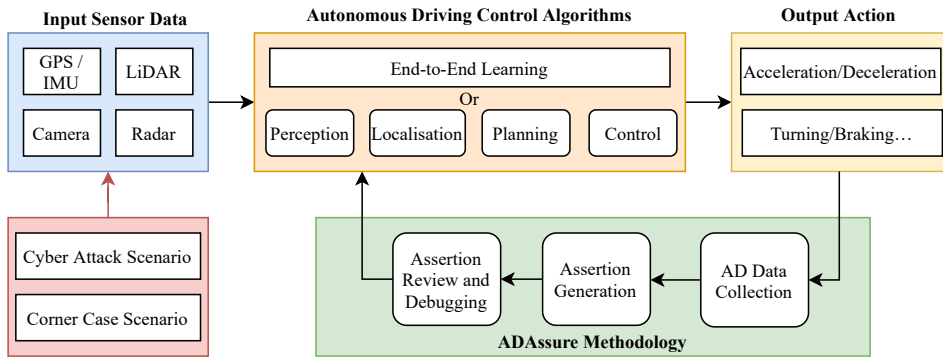 Input Sensor Data
GPS /
IMU
LiDAR
Camera
Radar
Autonomous Driving Control Algorithms
End-to-End Learning
Or
Perception
Localisation
Planning
Control
Output Action
Acceleration/Deceleration
Turning/Braking…
Cyber Attack Scenario
Corner Case Scenario
Assertion
Review and
Debugging
Assertion
Generation
AD Data
Collection
ADAssure Methodology